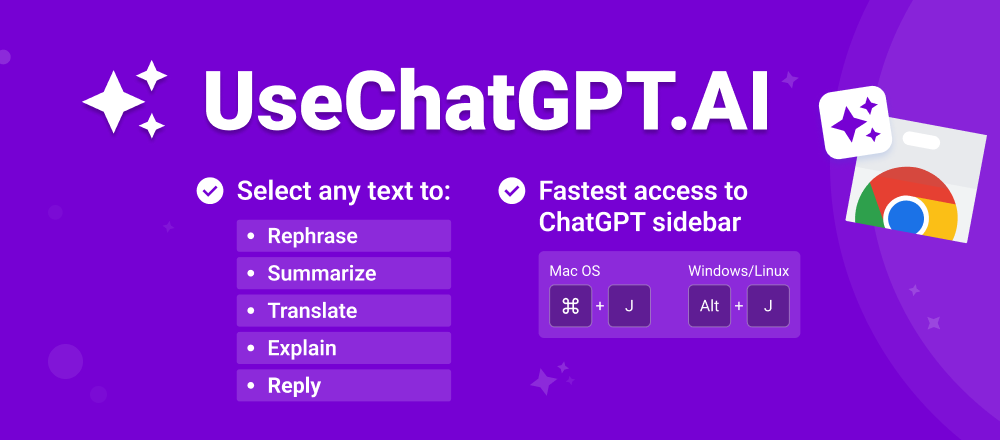 UseChatGPT.AI
Select any text to:
• Rephrase
• Summarize
• Translate
• Explain
• Reply
Fastest access to
ChatGPT sidebar
Mac OS
⌘ + J
Windows/Linux
Alt + J